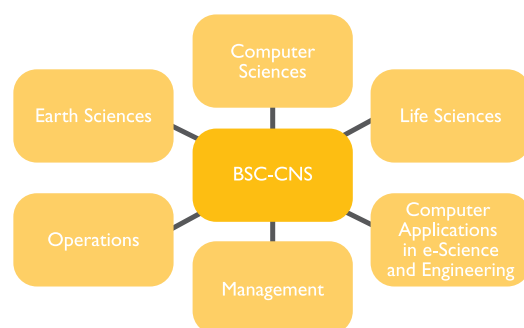 Computer
Sciences
Earth Sciences
Life Sciences
BSC-CNS
Operations
Computer
Applications
in e-Science
and Engineering
Management